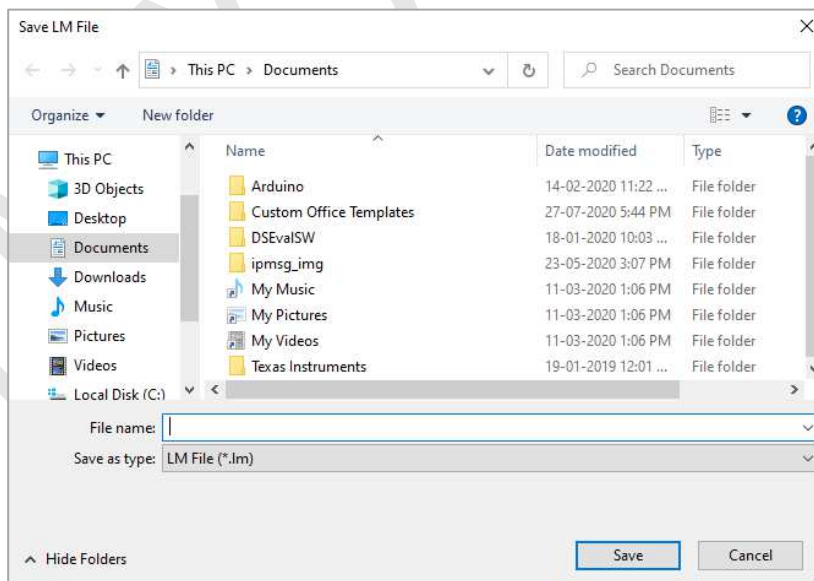 Save LM File
This PC > Documents
Search Documents
Organize
New folder
Name
Date modified
Type
This PC
3D Objects
Desktop
Documents
Downloads
Music
Pictures
Videos
Local Disk (C:)
Arduino 14-02-2020 11:22 ... File folder
Custom Office Templates 27-07-2020 5:44 PM File folder
DSEvalSW 18-01-2020 10:03 ... File folder
ipmsg_img 23-05-2020 3:07 PM File folder
My Music 11-03-2020 1:06 PM File folder
My Pictures 11-03-2020 1:06 PM File folder
My Videos 11-03-2020 1:06 PM File folder
Texas Instruments 19-01-2019 12:01 ... File folder
File name:
Save as type: LM File (*.lm)
Hide Folders
Save
Cancel